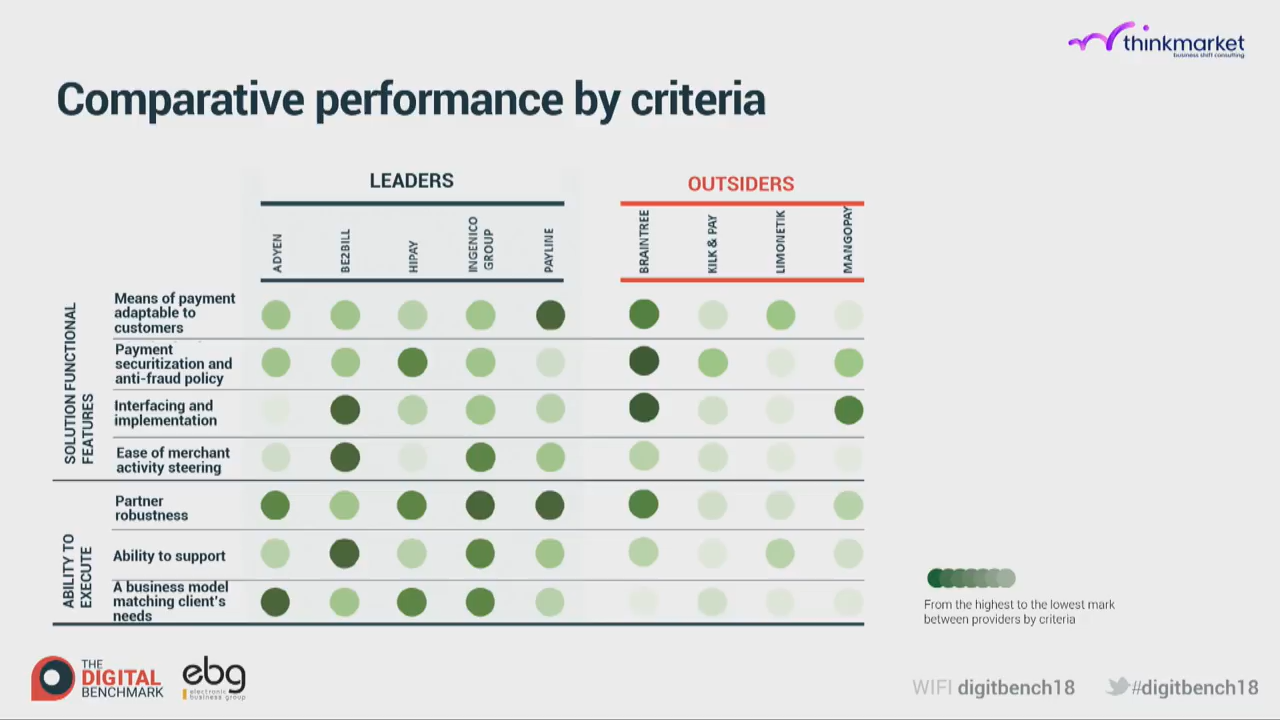 thinkmarket
business shift consulting
Comparative performance by criteria
LEADERS
OUTSIDERS
ADYEN
BE2BILL
HIPAY
INGENICO
GROUP
PAYLINE
BRAINTREE
KILK & PAY
LIMONETIK
MANGOPAY
SOLUTION FUNCTIONAL
FEATURES
Means of payment
adaptable to
customers
Payment
securitization and
anti-fraud policy
Interfacing and
implementation
Ease of merchant
activity steering
ABILITY TO
EXECUTE
Partner
robustness
Ability to support
A business model
matching client's
needs
From the highest to the lowest mark
between providers by criteria
THE
DIGITAL
BENCHMARK
ebg
electronic
business group
WIFI digitbench18
#digitbench18